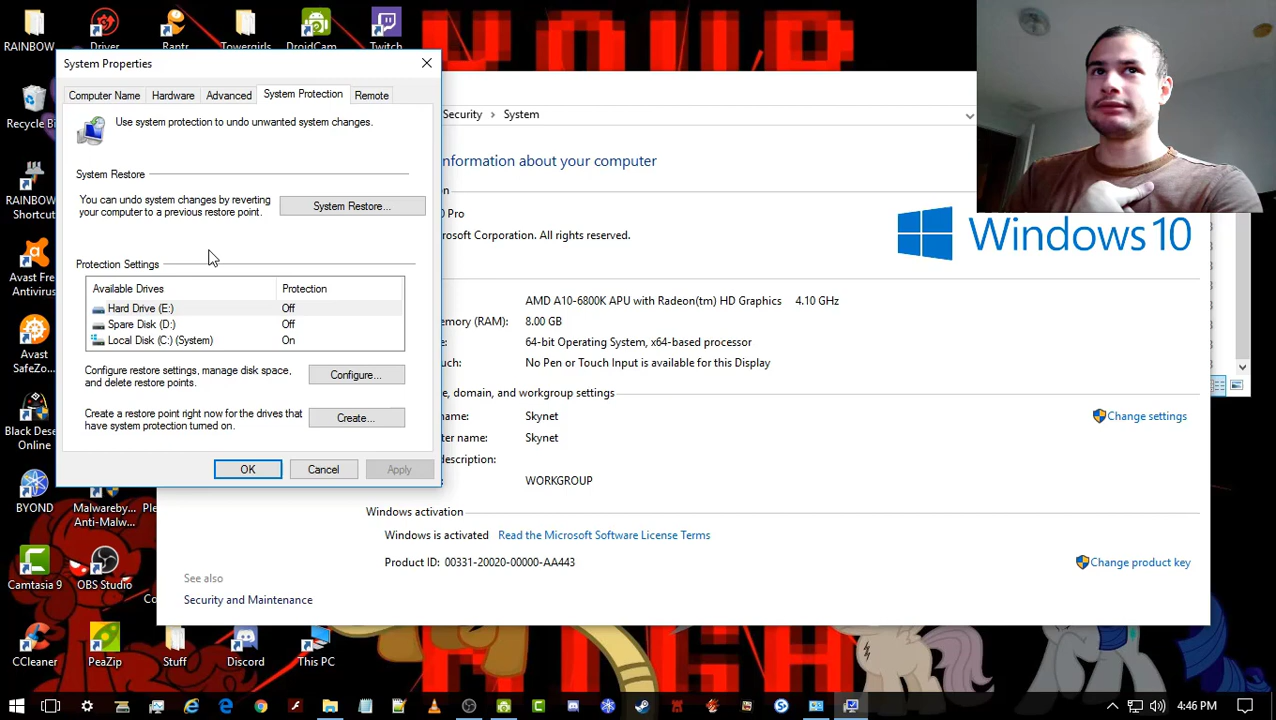 RAINBOW
Driver
Rantr
Towergirls
DroidCam
Twitch
System Properties
Computer Name
Hardware
Advanced
System Protection
Remote
Use system protection to undo unwanted system changes.
System Restore
You can undo system changes by reverting
your computer to a previous restore point.
System Restore...
Protection Settings
Available Drives
Protection
Hard Drive (E:)
Off
Spare Disk (D:)
Off
Local Disk (C:) (System)
On
Configure restore settings, manage disk space,
and delete restore points.
Configure...
Create a restore point right now for the drives that
have system protection turned on.
Create...
OK
Cancel
Apply
Security > System
nformation about your computer
0 Pro
osoft Corporation. All rights reserved.
Windows 10
AMD A10-6800K APU with Radeon(tm) HD Graphics 4.10 GHz
emory (RAM):
8.00 GB
64-bit Operating System, x64-based processor
uch:
No Pen or Touch Input is available for this Display
e, domain, and workgroup settings
name:
Skynet
Change settings
ter name:
Skynet
escription:
WORKGROUP
Windows activation
Windows is activated Read the Microsoft Software License Terms
Product ID: 00331-20020-00000-AA443
Change product key
See also
Security and Maintenance
Recycle Bi
RAINBOW
Shortcut
Avast Fre
Antivirus
Avast
SafeZo...
Black Dese
Online
BYOND
Malwareby...
Anti-Malw...
Ple
Camtasia 9
OBS Studio
Co
CCleaner
PeaZip
Stuff
Discord
This PC
4:46 PM